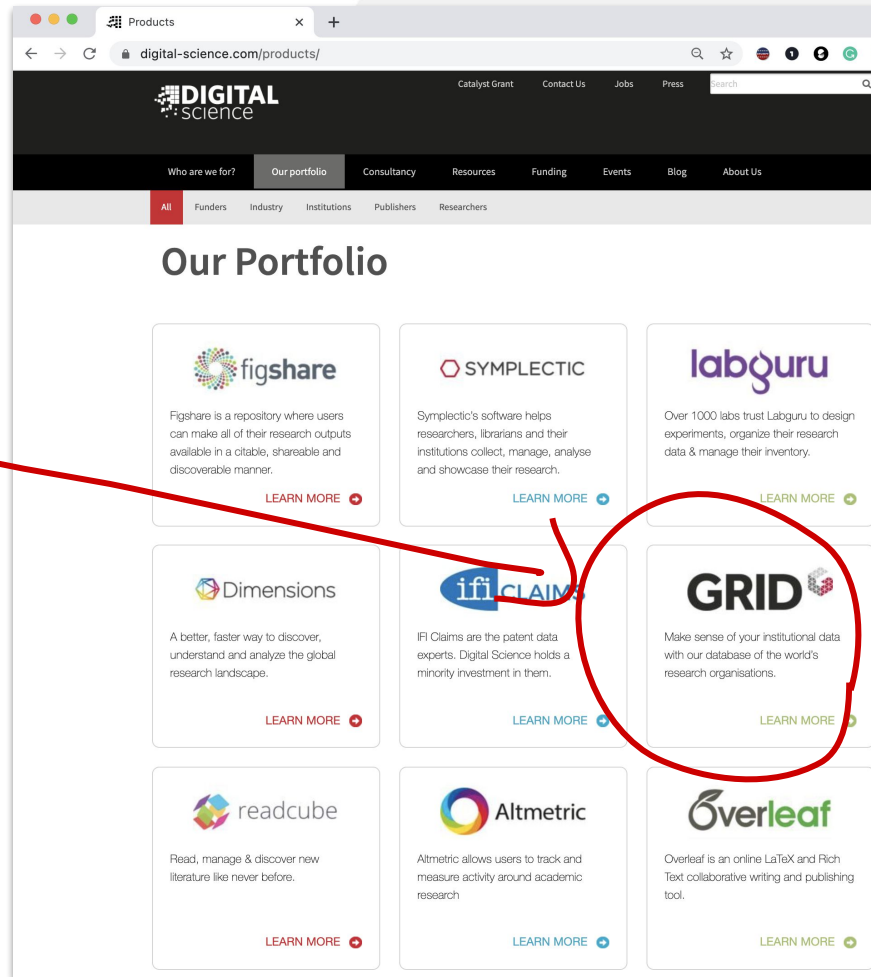 Products
digital-science.com/products/
DIGITAL
science
Catalyst Grant Contact Us Jobs Press Search
Who are we for? Our portfolio Consultancy Resources Funding Events Blog About Us
All Funders Industry Institutions Publishers Researchers
Our Portfolio
figshare
Figshare is a repository where users
can make all of their research outputs
available in a citable, shareable and
discoverable manner.
LEARN MORE
SYMPLECTIC
Symplectic's software helps
researchers, librarians and their
institutions collect, manage, analyse
and showcase their research.
LEARN MORE
labguru
Over 1000 labs trust Labguru to design
experiments, organize their research
data & manage their inventory.
LEARN MORE
Dimensions
A better, faster way to discover,
understand and analyze the global
research landscape.
LEARN MORE
ifi CLAIMS
IFI Claims are the patent data
experts. Digital Science holds a
minority investment in them.
LEARN MORE
GRID
Make sense of your institutional data
with our database of the world's
research organisations.
LEARN MORE
readcube
Read, manage & discover new
literature like never before.
LEARN MORE
Altmetric
Altmetric allows users to track and
measure activity around academic
research
LEARN MORE
Overleaf
Overleaf is an online LaTeX and Rich
Text collaborative writing and publishing
tool.
LEARN MORE